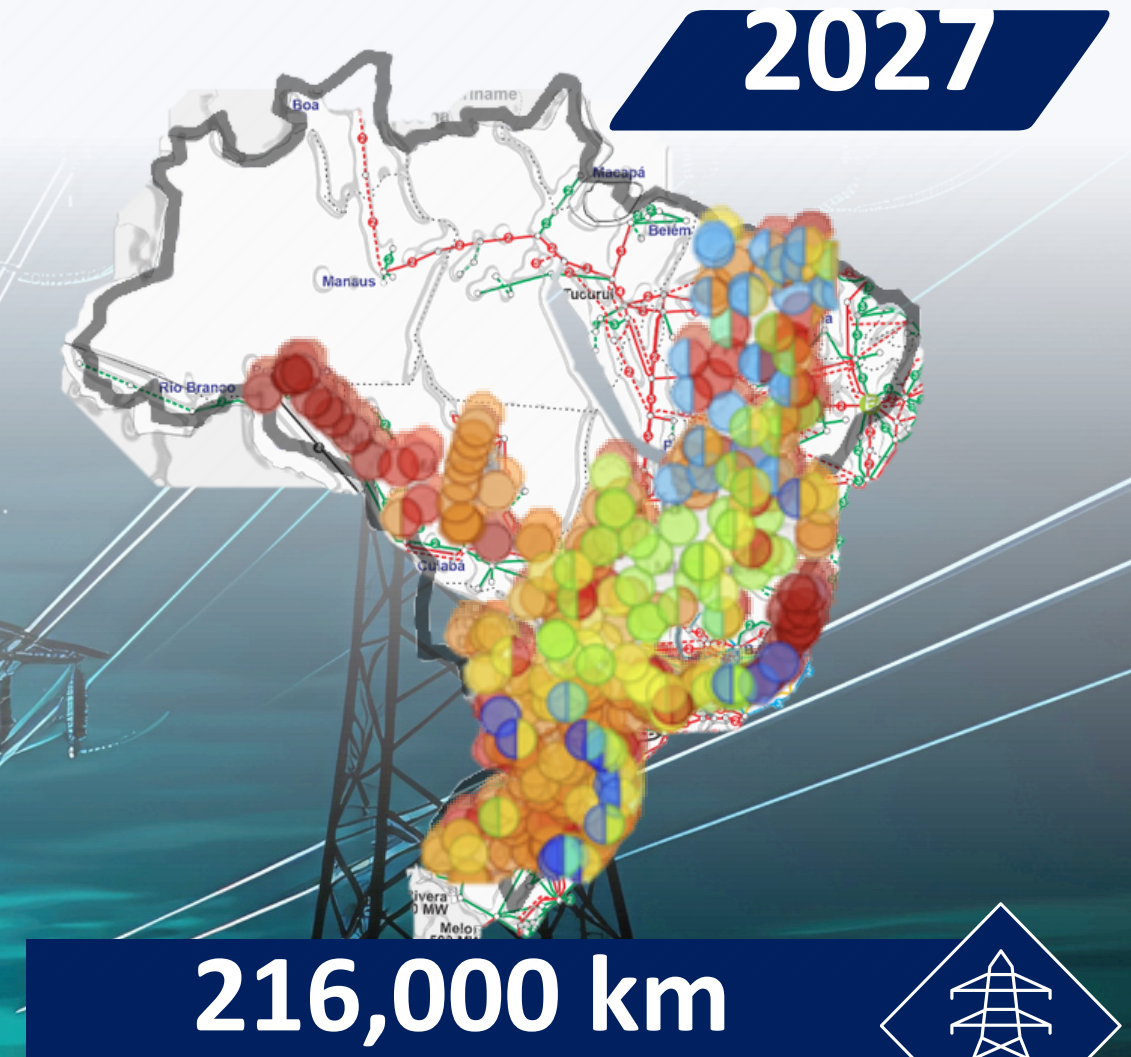 2027
Boa
Macapá
Belém
Manaus
Tucuruí
Rio Branco
Cuiabá
Melo
216,000 km